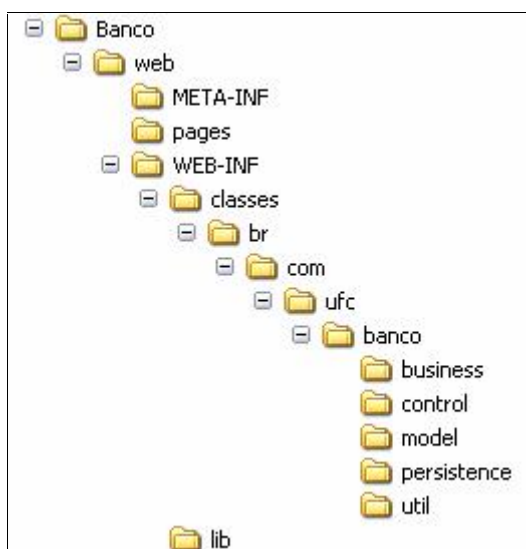 Banco
web
META-INF
pages
WEB-INF
classes
br
com
ufc
banco
business
control
model
persistence
util
lib